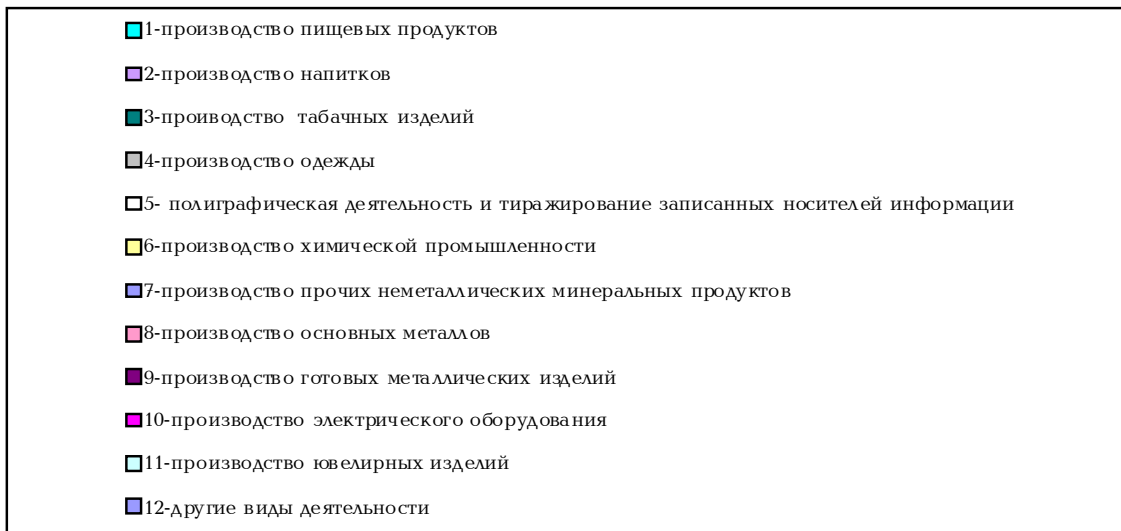 1-производство пищевых продуктов
2-производство напитков
3-проиводство табачных изделий
4-производство одежды
5- полиграфическая деятельность и тиражирование записанных носителей информации
6-производство химической промышленности
7-производство прочих неметаллических минеральных продуктов
8-производство основных металлов
9-производство готовых металлических изделий
10-производство электрического оборудования
11-производство ювелирных изделий
12-другие виды деятельности